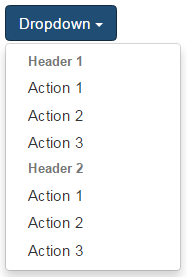 Dropdown
Header 1
Action 1
Action 2
Action 3
Header 2
Action 1
Action 2
Action 3